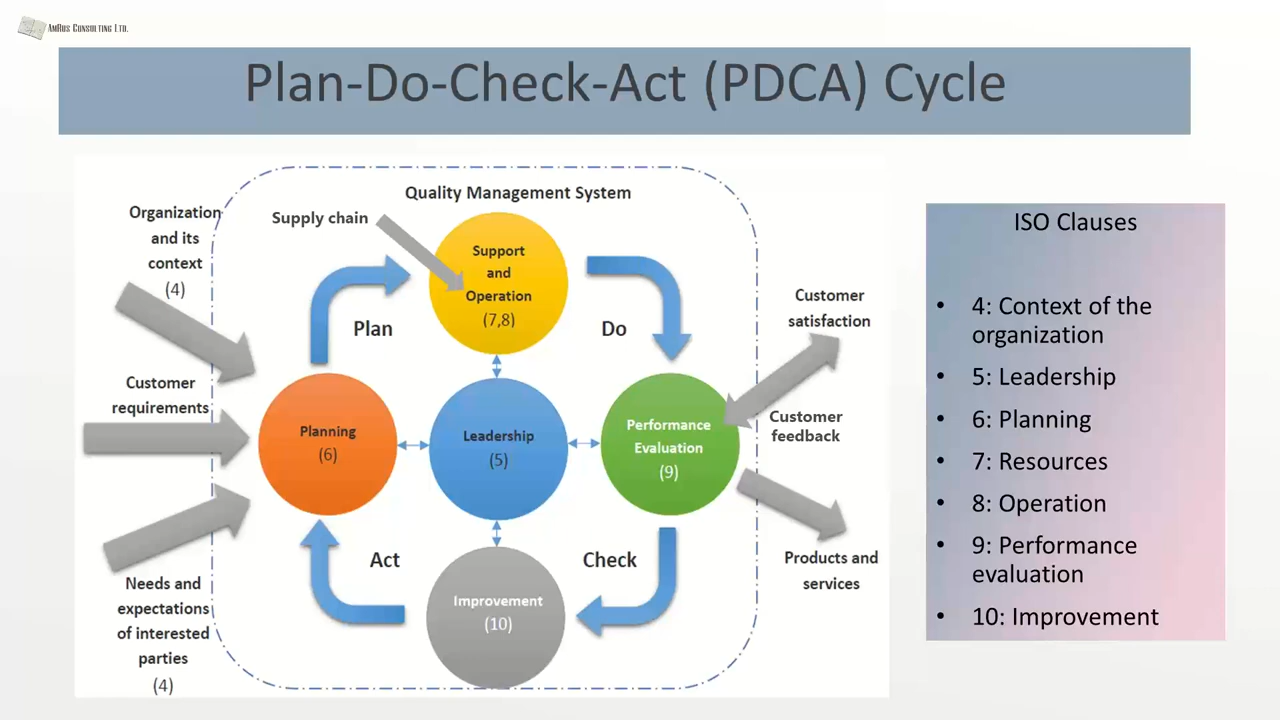 AMRUS CONSULTING LTD.
Plan-Do-Check-Act (PDCA) Cycle
Quality Management System
Organization
and its
context
(4)
Supply chain
Support
and
Operation
(7,8)
Plan
Do
Customer
satisfaction
Customer
requirements
Planning
(6)
Leadership
(5)
Performance
Evaluation
(9)
Customer
feedback
Act
Check
Products and
services
Needs and
expectations
of interested
parties
(4)
Improvement
(10)
ISO Clauses
• 4: Context of the
organization
• 5: Leadership
• 6: Planning
• 7: Resources
• 8: Operation
• 9: Performance
evaluation
• 10: Improvement